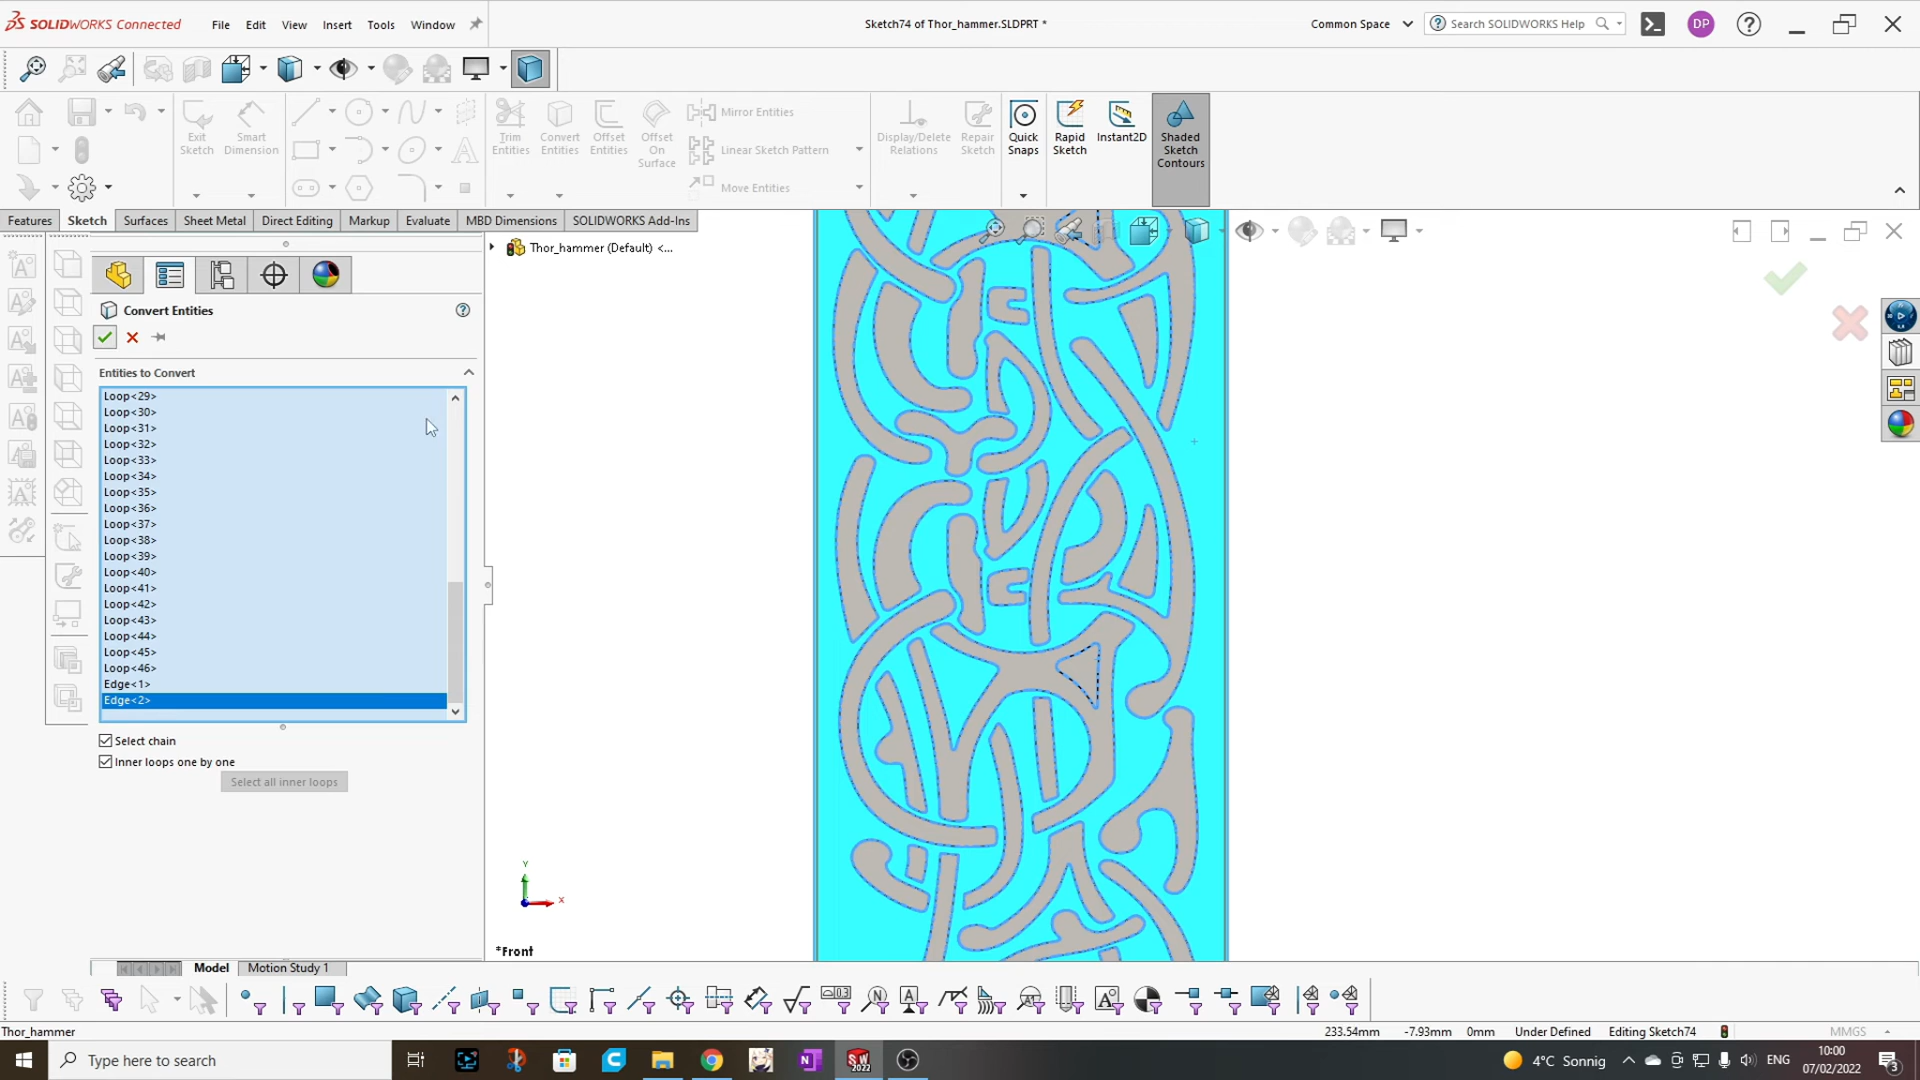 SOLIDWORKS Connected
File Edit View Insert Tools Window
Sketch74 of Thor_hammer.SLDPRT *
Common Space
Search SOLIDWORKS Help
DP
Exit Sketch
Smart Dimension
Trim Entities
Convert Entities
Offset Entities
Offset On Surface
Mirror Entities
Linear Sketch Pattern
Move Entities
Display/Delete Relations
Repair Sketch
Quick Snaps
Rapid Sketch
Instant2D
Shaded Sketch Contours
Features Sketch Surfaces Sheet Metal Direct Editing Markup Evaluate MBD Dimensions SOLIDWORKS Add-Ins
Thor_hammer (Default) <...
Convert Entities
Entities to Convert
Loop<29>
Loop<30>
Loop<31>
Loop<32>
Loop<33>
Loop<34>
Loop<35>
Loop<36>
Loop<37>
Loop<38>
Loop<39>
Loop<40>
Loop<41>
Loop<42>
Loop<43>
Loop<44>
Loop<45>
Loop<46>
Edge<1>
Edge<2>
Select chain
Inner loops one by one
Select all inner loops
Y
X
*Front
Model Motion Study 1
Thor_hammer
233.54mm -7.93mm 0mm Under Defined Editing Sketch74 MMGS
Type here to search
SW
2022
4°C Sonnig
ENG
10:00
07/02/2022
3